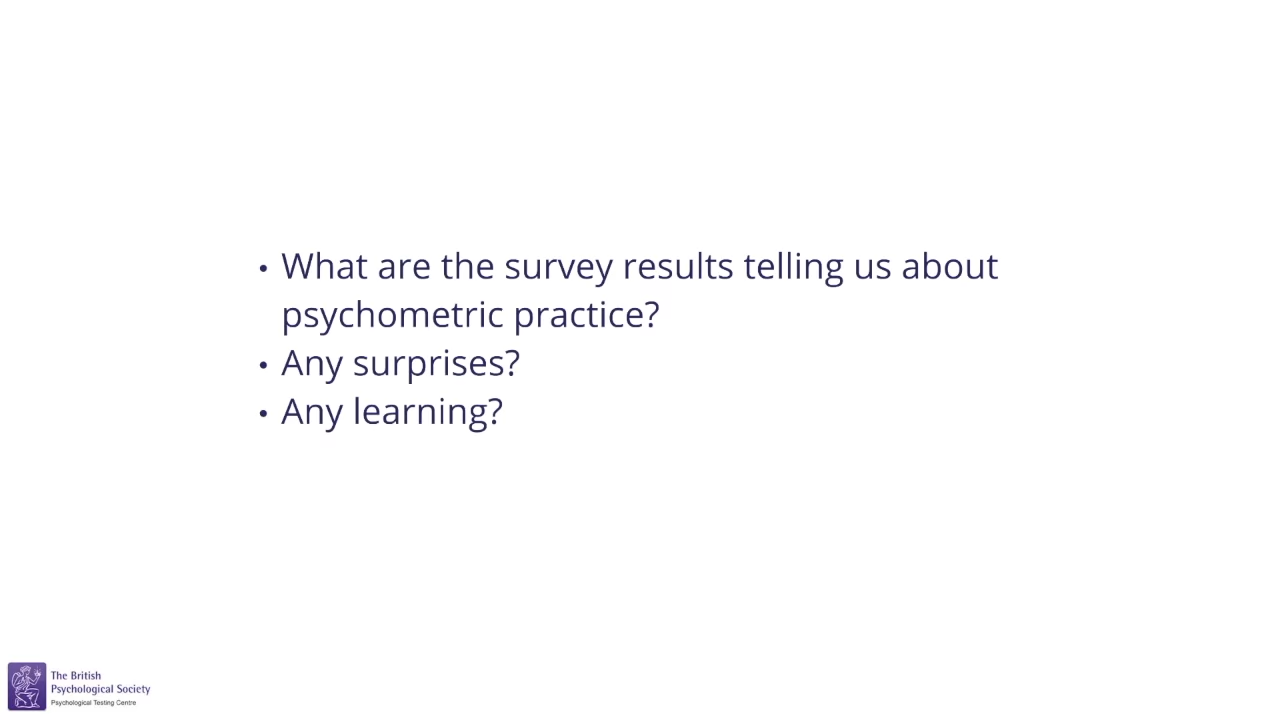 • What are the survey results telling us about
psychometric practice?
• Any surprises?
• Any learning?
The British
Psychological Society
Psychological Testing Centre